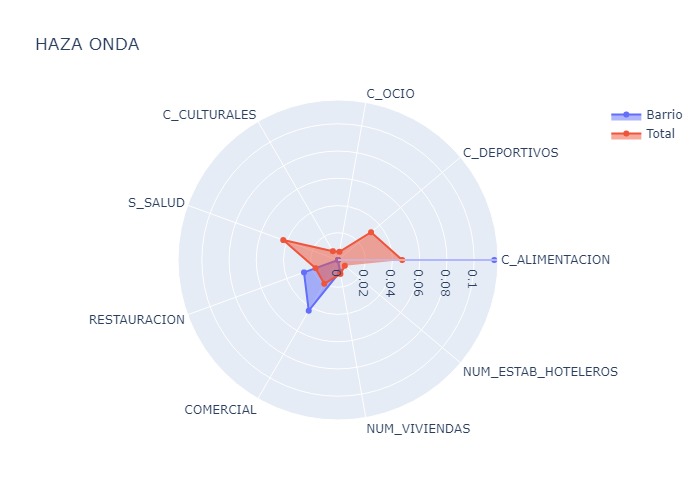 HAZA ONDA
C_OCIO
C_CULTURALES
Barrio
Total
C_DEPORTIVOS
S_SALUD
C_ALIMENTACION
0
0.02
0.04
0.06
0.08
0.1
RESTAURACION
NUM_ESTAB_HOTELEROS
COMERCIAL
NUM_VIVIENDAS